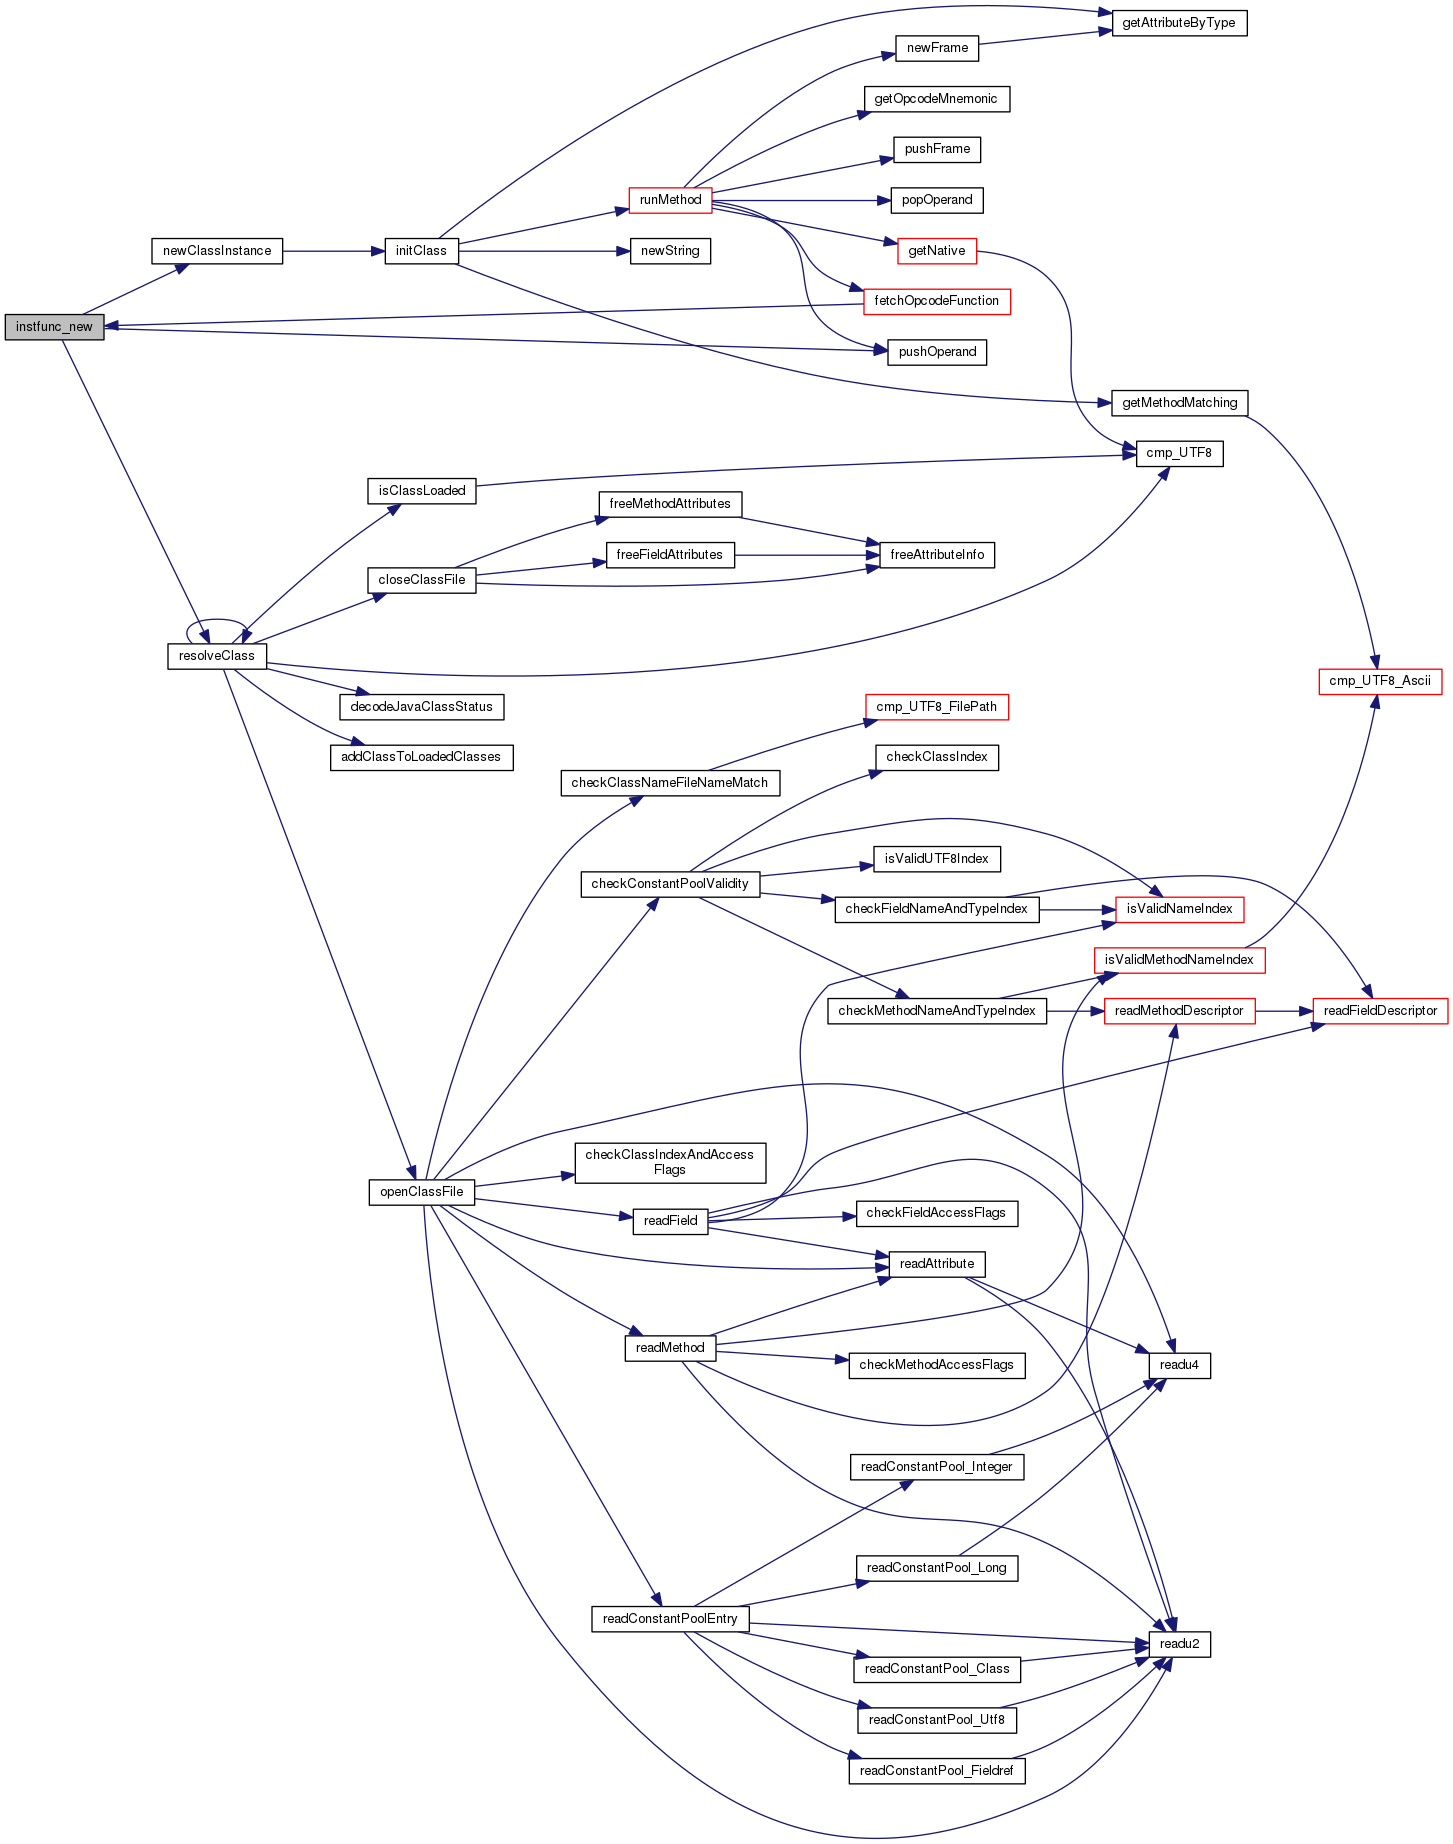 getAttributeByType
newFrame
getOpcodeMnemonic
pushFrame
runMethod
popOperand
newClassInstance
initClass
newString
getNative
fetchOpcodeFunction
instfunc_new
pushOperand
getMethodMatching
cmp_UTF8
isClassLoaded
freeMethodAttributes
freeFieldAttributes
freeAttributeInfo
closeClassFile
resolveClass
cmp_UTF8_Ascii
decodeJavaClassStatus
cmp_UTF8_FilePath
addClassToLoadedClasses
checkClassIndex
checkClassNameFileNameMatch
isValidUTF8Index
checkConstantPoolValidity
checkFieldNameAndTypeIndex
isValidNameIndex
isValidMethodNameIndex
checkMethodNameAndTypeIndex
readMethodDescriptor
readFieldDescriptor
checkClassIndexAndAccess
Flags
openClassFile
readField
checkFieldAccessFlags
readAttribute
readMethod
checkMethodAccessFlags
readu4
readConstantPool_Integer
readConstantPool_Long
readConstantPoolEntry
readu2
readConstantPool_Class
readConstantPool_Utf8
readConstantPool_Fieldref